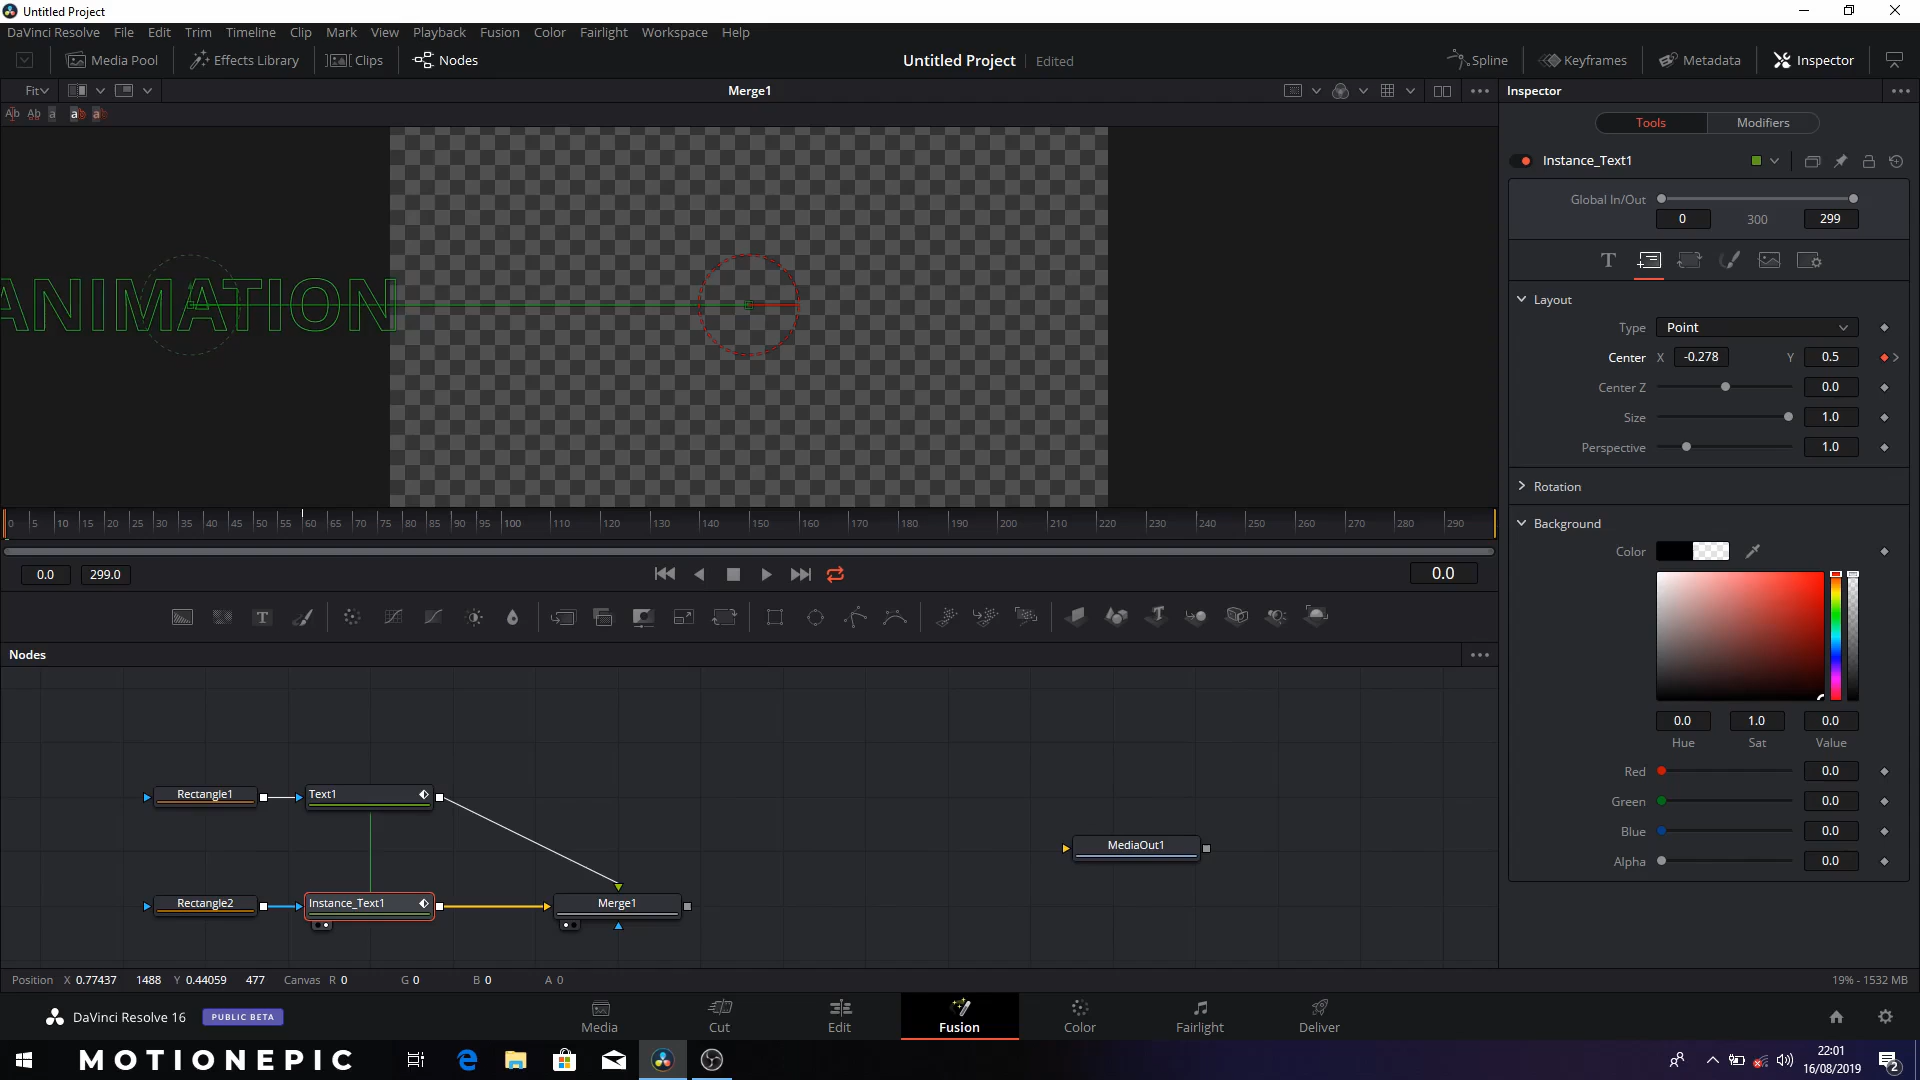 Untitled Project
DaVinci Resolve File Edit Trim Timeline Clip Mark View Playback Fusion Color Fairlight Workspace Help
Media Pool Effects Library Clips Nodes Untitled Project Edited Spline Keyframes Metadata Inspector
Fit Merge1 Inspector
Tools Modifiers
Instance_Text1
Global In/Out
0 300 299
ANIMATION
Layout
Type Point
Center X -0.278 Y 0.5
Center Z 0.0
Size 1.0
Perspective 1.0
Rotation
0 5 10 15 20 25 30 35 40 45 50 55 60 65 70 75 80 85 90 95 100 110 120 130 140 150 160 170 180 190 200 210 220 230 240 250 260 270 280 290
Background
Color
0.0 299.0 0.0
Nodes
0.0 1.0 0.0
Hue Sat Value
Red 0.0
Green 0.0
Blue 0.0
Alpha 0.0
Rectangle1 Text1
MediaOut1
Rectangle2 Instance_Text1 Merge1
Position X 0.77437 1488 Y 0.44059 477 Canvas R 0 G 0 B 0 A 0 19% - 1532 MB
DaVinci Resolve 16 PUBLIC BETA
Media Cut Edit Fusion Color Fairlight Deliver
MOTIONEPIC
22:01
16/08/2019
2